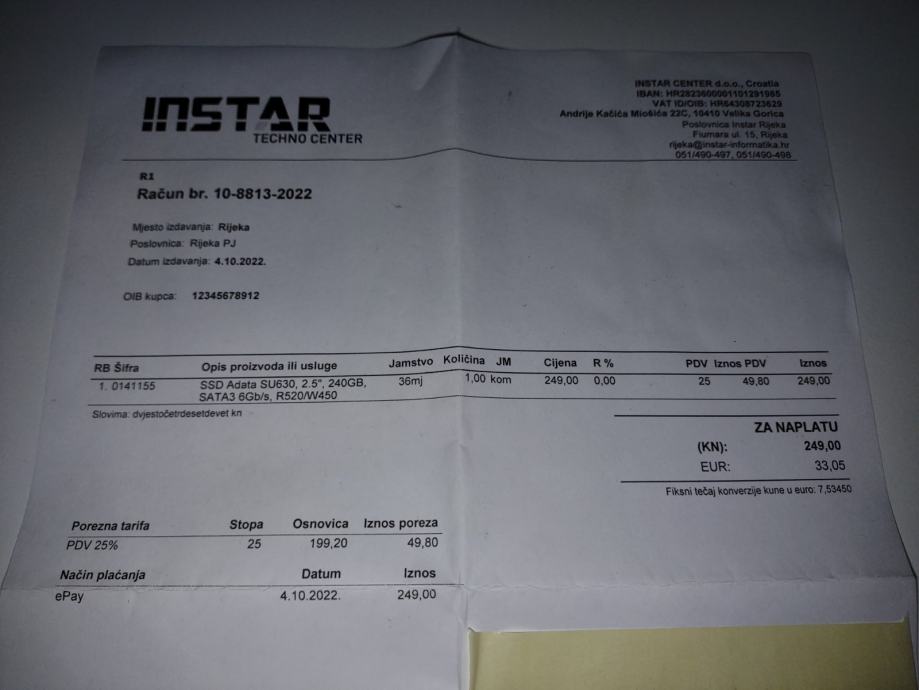 INSTAR
TECHNO CENTER
INSTAR CENTER d.o.o., Croatia
IBAN: HR2823600001101291985
VAT ID/OIB: HR64308723629
Andrije Kačića Miošića 22C, 10410 Velika Gorica
Poslovnica Instar Rijeka
Fiumara ul. 15, Rijeka
rijeka@instar-informatika.hr
051/490-497, 051/490-498
R1
Račun br. 10-8813-2022
Mjesto izdavanja: Rijeka
Poslovnica: Rijeka PJ
Datum izdavanja: 4.10.2022.
OIB kupca: 12345678912
RB Šifra Opis proizvoda ili usluge Jamstvo Količina JM Cijena R % PDV Iznos PDV Iznos
1. 0141155 SSD Adata SU630, 2.5", 240GB, 36mj 1,00 kom 249,00 0,00 25 49,80 249,00
SATA3 6Gb/s, R520/W450
Slovima: dvjestočetrdesetdevet kn
ZA NAPLATU
(KN): 249,00
EUR: 33,05
Fiksni tečaj konverzije kune u euro: 7,53450
Porezna tarifa Stopa Osnovica Iznos poreza
PDV 25% 25 199,20 49,80
Način plaćanja Datum Iznos
ePay 4.10.2022. 249,00